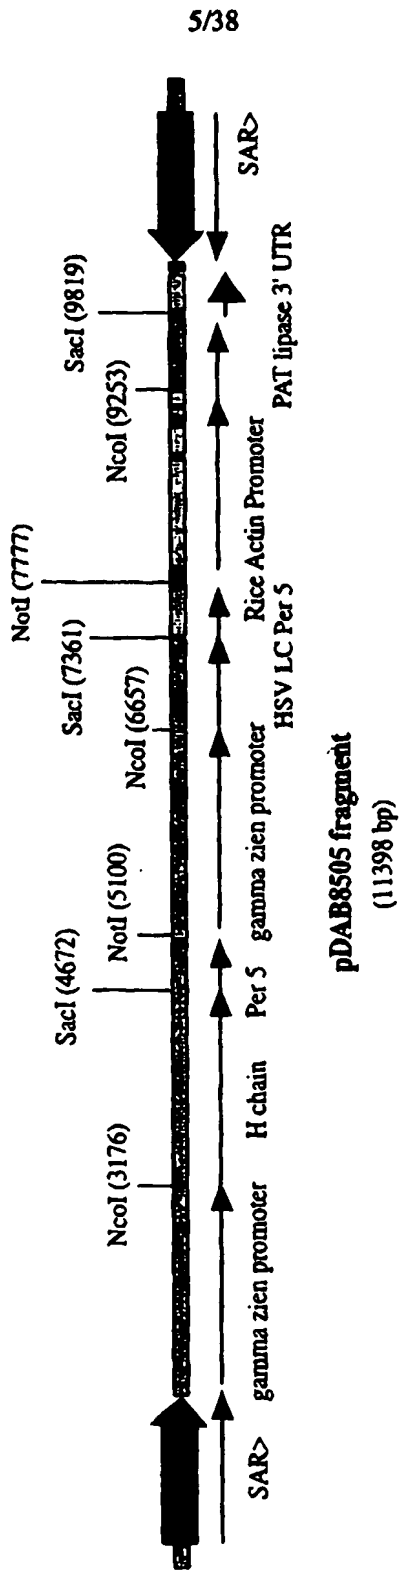 5/38
NcoI (3176)
SacI (4672)
NotI (5100)
NcoI (6657)
SacI (7361)
NotI (7777)
NcoI (9253)
SacI (9819)
SAR>
gamma zien promoter
H chain
Per 5
gamma zien promoter
HSV LC Per 5
Rice Actin Promoter
PAT lipase 3' UTR
SAR>
pDAB8505 fragment
(11398 bp)